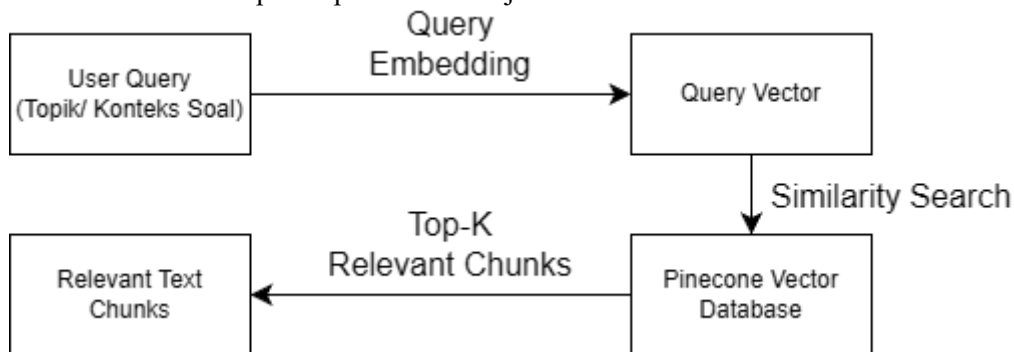 Query
Embedding
User Query
(Topik/ Konteks Soal)
Query Vector
Similarity Search
Top-K
Relevant Chunks
Relevant Text
Chunks
Pinecone Vector
Database